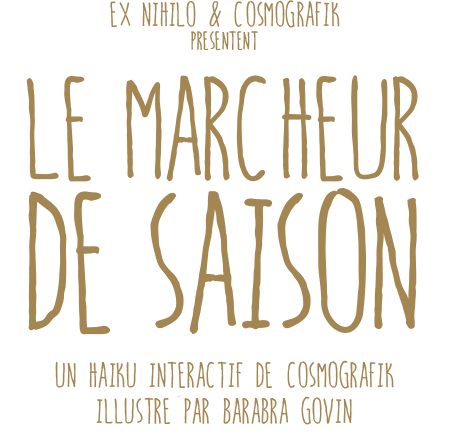 EX NIHILO & COSMOGRAFIK
PRESENTENT
LE MARCHEUR
DE SAISON
UN HAIKU INTERACTIF DE COSMOGRAFIK
ILLUSTRE PAR BARABRA GOVIN